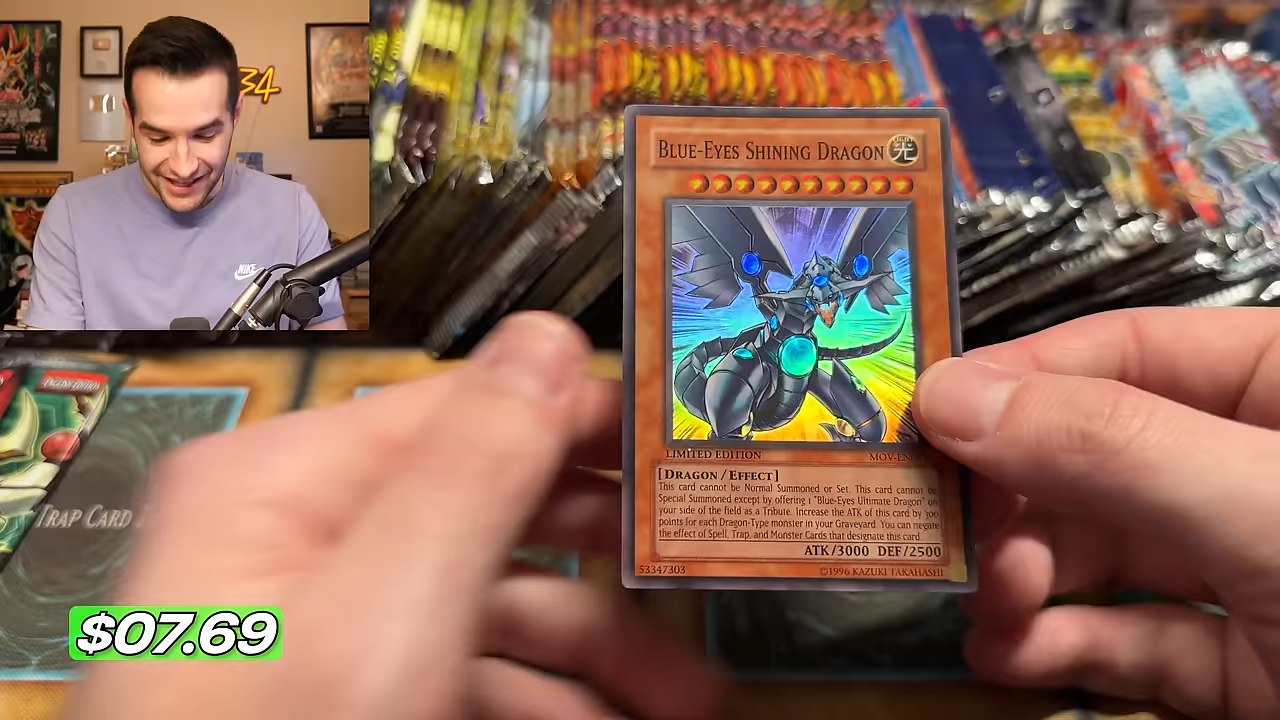 34
NIKE
BLUE-EYES SHINING DRAGON
LIGHT
光
LIMITED EDITION
[DRAGON/EFFECT]
This card cannot be Normal Summoned or Set. This card cannot be
Special Summoned except by offering 1 "Blue-Eyes Ultimate Dragon" on
your side of the field as a Tribute. Increase the ATK of this card by 300
points for each Dragon-Type monster in your Graveyard. You can negate
the effect of Spell, Trap, and Monster Cards that designate this card.
ATK/3000 DEF/2500
53347303
©1996 KAZUKI TAKAHASHI
TRAP CARD
$07.69